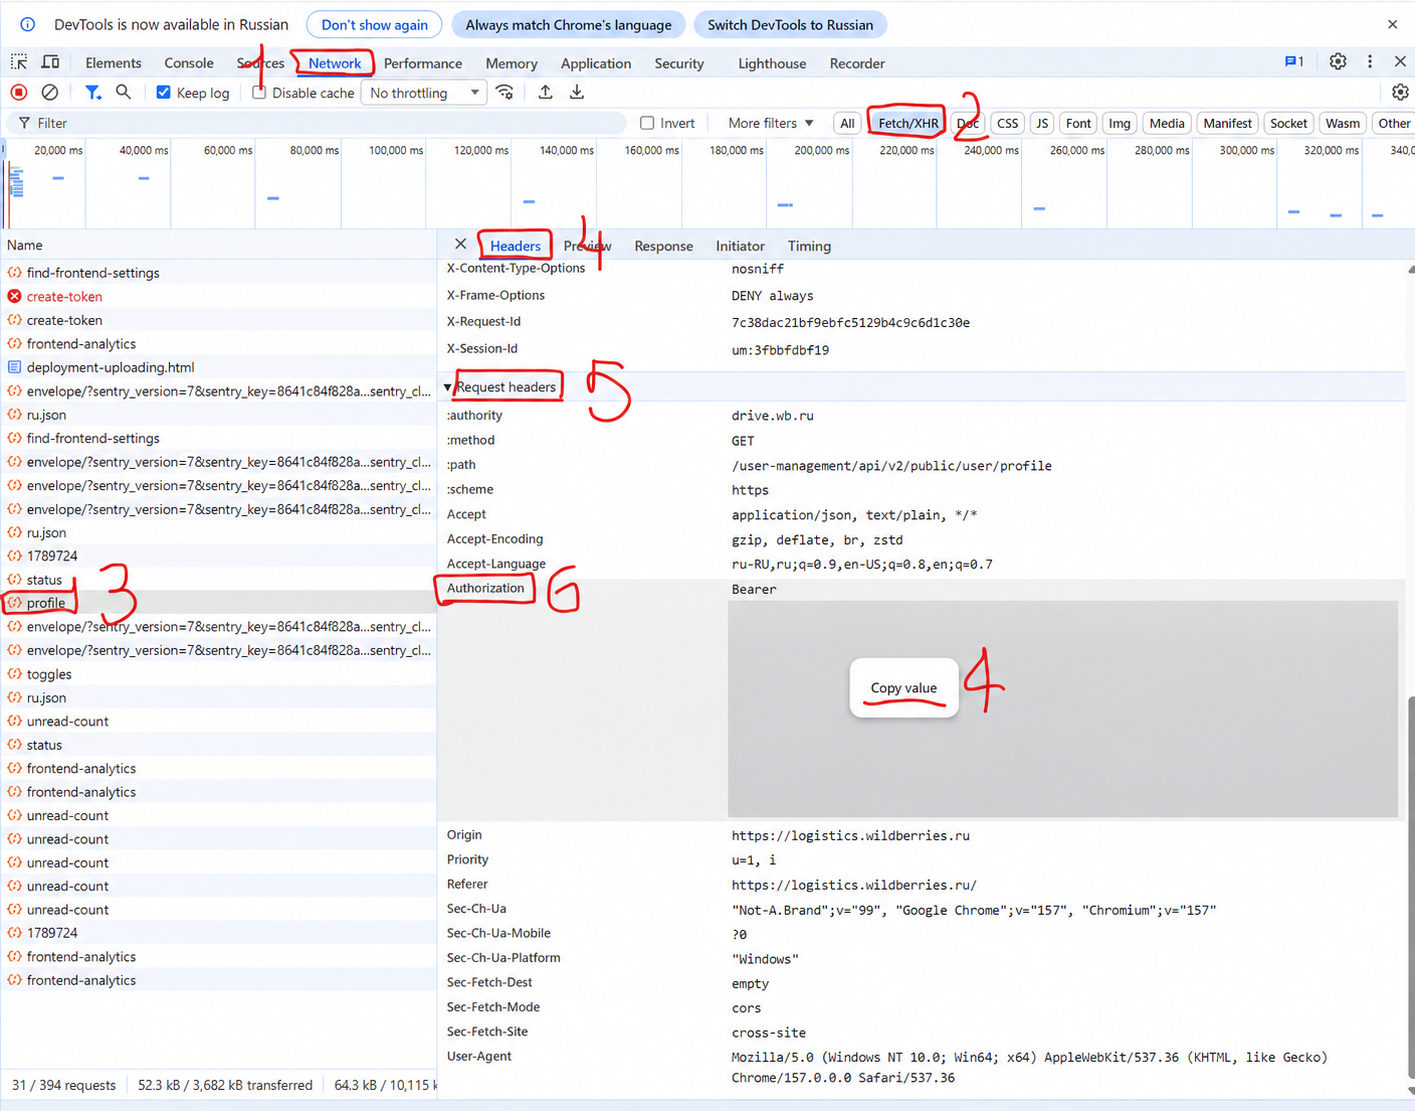 DevTools is now available in Russian Don't show again Always match Chrome's language Switch DevTools to Russian
1
Elements Console Sources Network Performance Memory Application Security Lighthouse Recorder 1
Keep log Disable cache No throttling
Filter Invert More filters All Fetch/XHR 2 Doc CSS JS Font Img Media Manifest Socket Wasm Other
20,000 ms 40,000 ms 60,000 ms 80,000 ms 100,000 ms 120,000 ms 140,000 ms 160,000 ms 180,000 ms 200,000 ms 220,000 ms 240,000 ms 260,000 ms 280,000 ms 300,000 ms 320,000 ms 340,0
Name
find-frontend-settings
create-token
create-token
frontend-analytics
deployment-uploading.html
envelope/?sentry_version=7&sentry_key=8641c84f828a...sentry_cl...
ru.json
find-frontend-settings
envelope/?sentry_version=7&sentry_key=8641c84f828a...sentry_cl...
envelope/?sentry_version=7&sentry_key=8641c84f828a...sentry_cl...
envelope/?sentry_version=7&sentry_key=8641c84f828a...sentry_cl...
ru.json
1789724
status
profile 3
envelope/?sentry_version=7&sentry_key=8641c84f828a...sentry_cl...
envelope/?sentry_version=7&sentry_key=8641c84f828a...sentry_cl...
toggles
ru.json
unread-count
status
frontend-analytics
frontend-analytics
unread-count
unread-count
unread-count
unread-count
unread-count
1789724
frontend-analytics
frontend-analytics
31 / 394 requests 52.3 kB / 3,682 kB transferred 64.3 kB / 10,115 k
Headers Preview 4 Response Initiator Timing
X-Content-Type-Options nosniff
X-Frame-Options DENY always
X-Request-Id 7c38dac21bf9ebfc5129b4c9c6d1c30e
X-Session-Id um:3fbbfdbf19
Request headers 5
:authority drive.wb.ru
:method GET
:path /user-management/api/v2/public/user/profile
:scheme https
Accept application/json, text/plain, */*
Accept-Encoding gzip, deflate, br, zstd
Accept-Language ru-RU,ru;q=0.9,en-US;q=0.8,en;q=0.7
Authorization 6 Bearer
Copy value 4
Origin https://logistics.wildberries.ru
Priority u=1, i
Referer https://logistics.wildberries.ru/
Sec-Ch-Ua "Not-A.Brand";v="99", "Google Chrome";v="157", "Chromium";v="157"
Sec-Ch-Ua-Mobile ?0
Sec-Ch-Ua-Platform "Windows"
Sec-Fetch-Dest empty
Sec-Fetch-Mode cors
Sec-Fetch-Site cross-site
User-Agent Mozilla/5.0 (Windows NT 10.0; Win64; x64) AppleWebKit/537.36 (KHTML, like Gecko)
Chrome/157.0.0.0 Safari/537.36